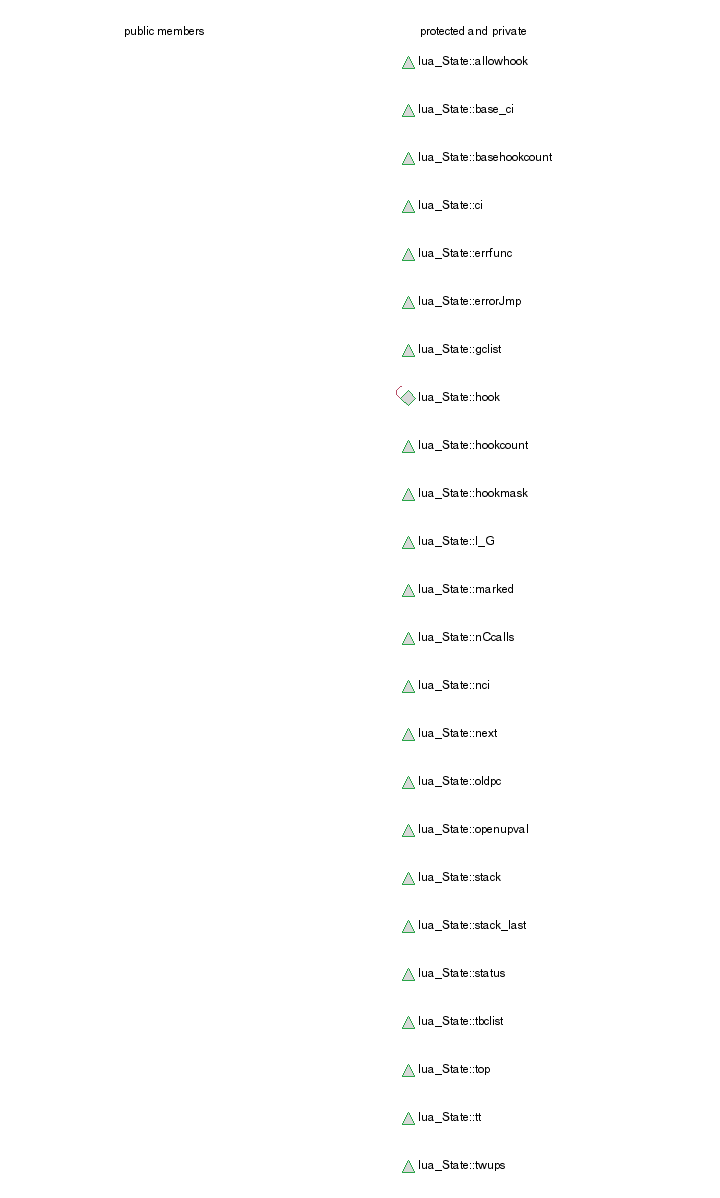 public members
protected and private
lua_State::allowhook
lua_State::base_ci
lua_State::basehookcount
lua_State::ci
lua_State::errfunc
lua_State::errorJmp
lua_State::gclist
lua_State::hook
lua_State::hookcount
lua_State::hookmask
lua_State::l_G
lua_State::marked
lua_State::nCcalls
lua_State::nci
lua_State::next
lua_State::oldpc
lua_State::openupval
lua_State::stack
lua_State::stack_last
lua_State::status
lua_State::tbclist
lua_State::top
lua_State::tt
lua_State::twups